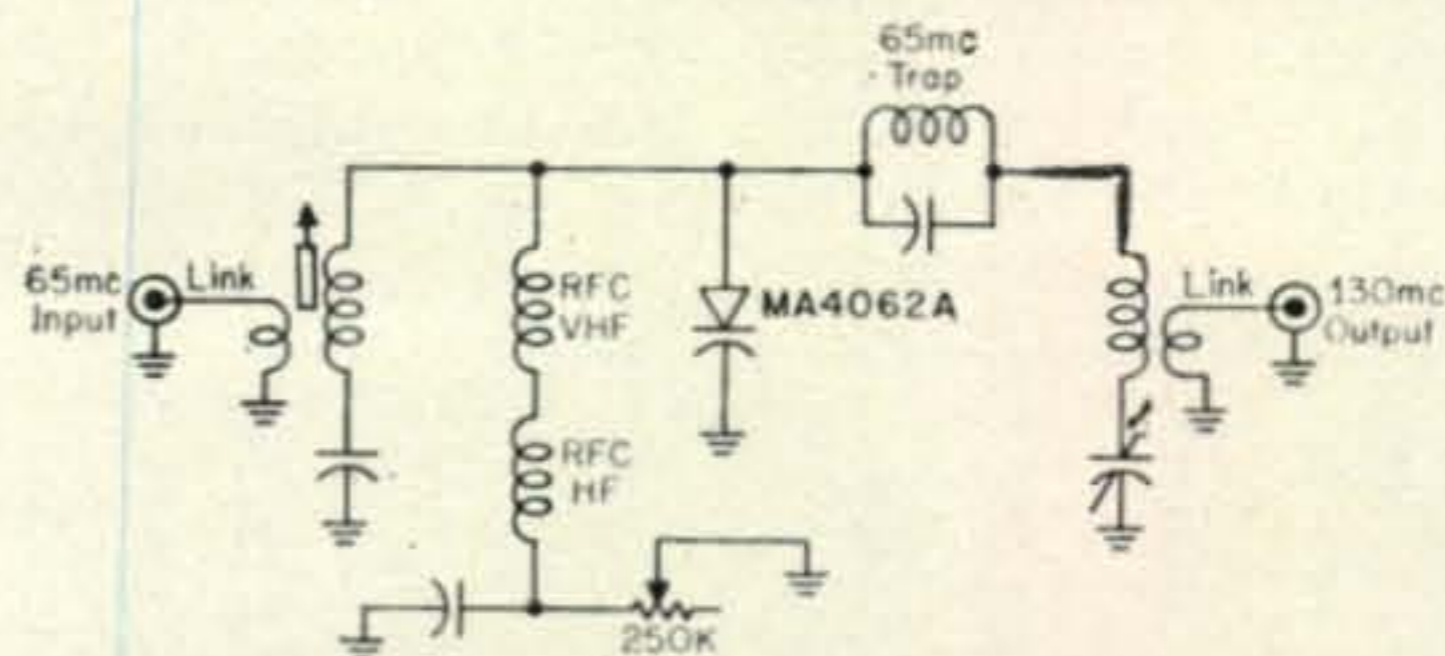 65mc
Trap
65mc
Input
Link
RFC
VHF
MA4062A
Link
130mc
Output
RFC
HF
250K